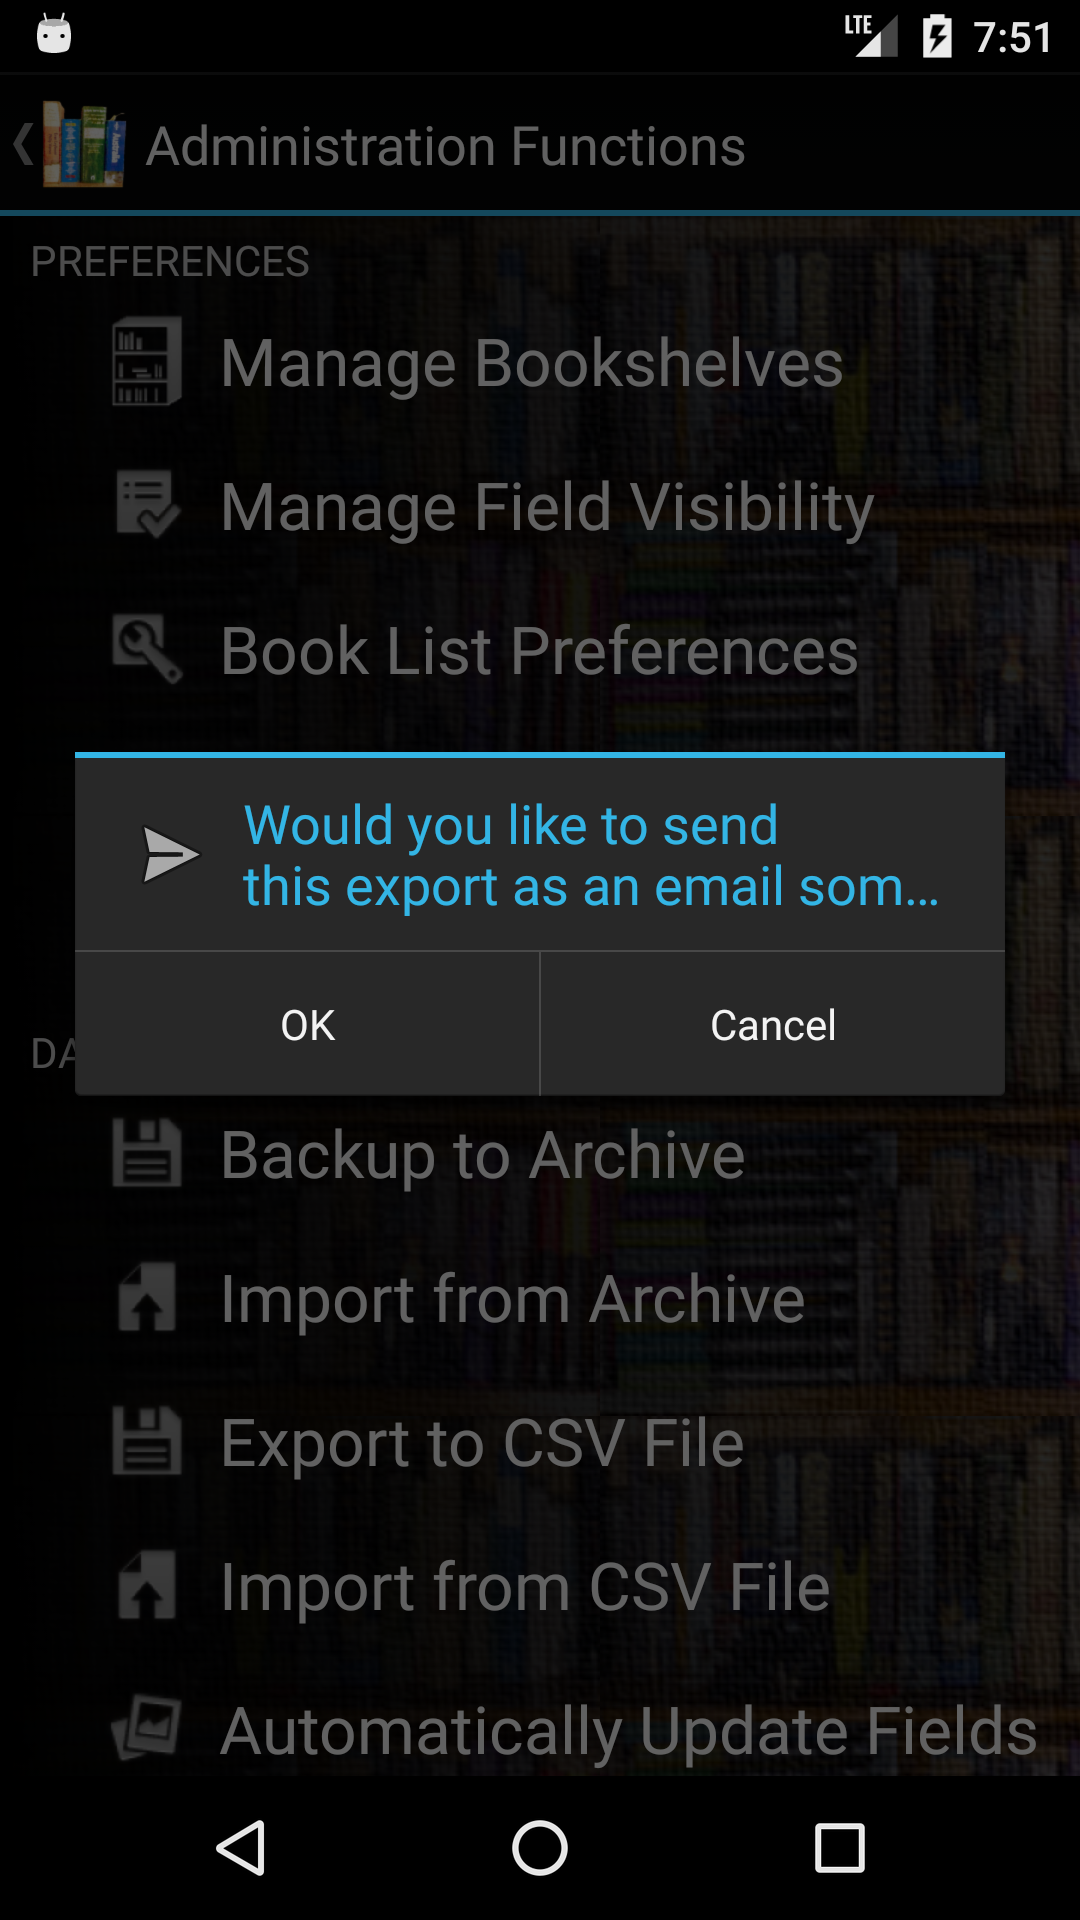 LTE 7:51
Administration Functions
PREFERENCES
Manage Bookshelves
Manage Field Visibility
Book List Preferences
Would you like to send
this export as an email som…
OK Cancel
DA
Backup to Archive
Import from Archive
Export to CSV File
Import from CSV File
Automatically Update Fields